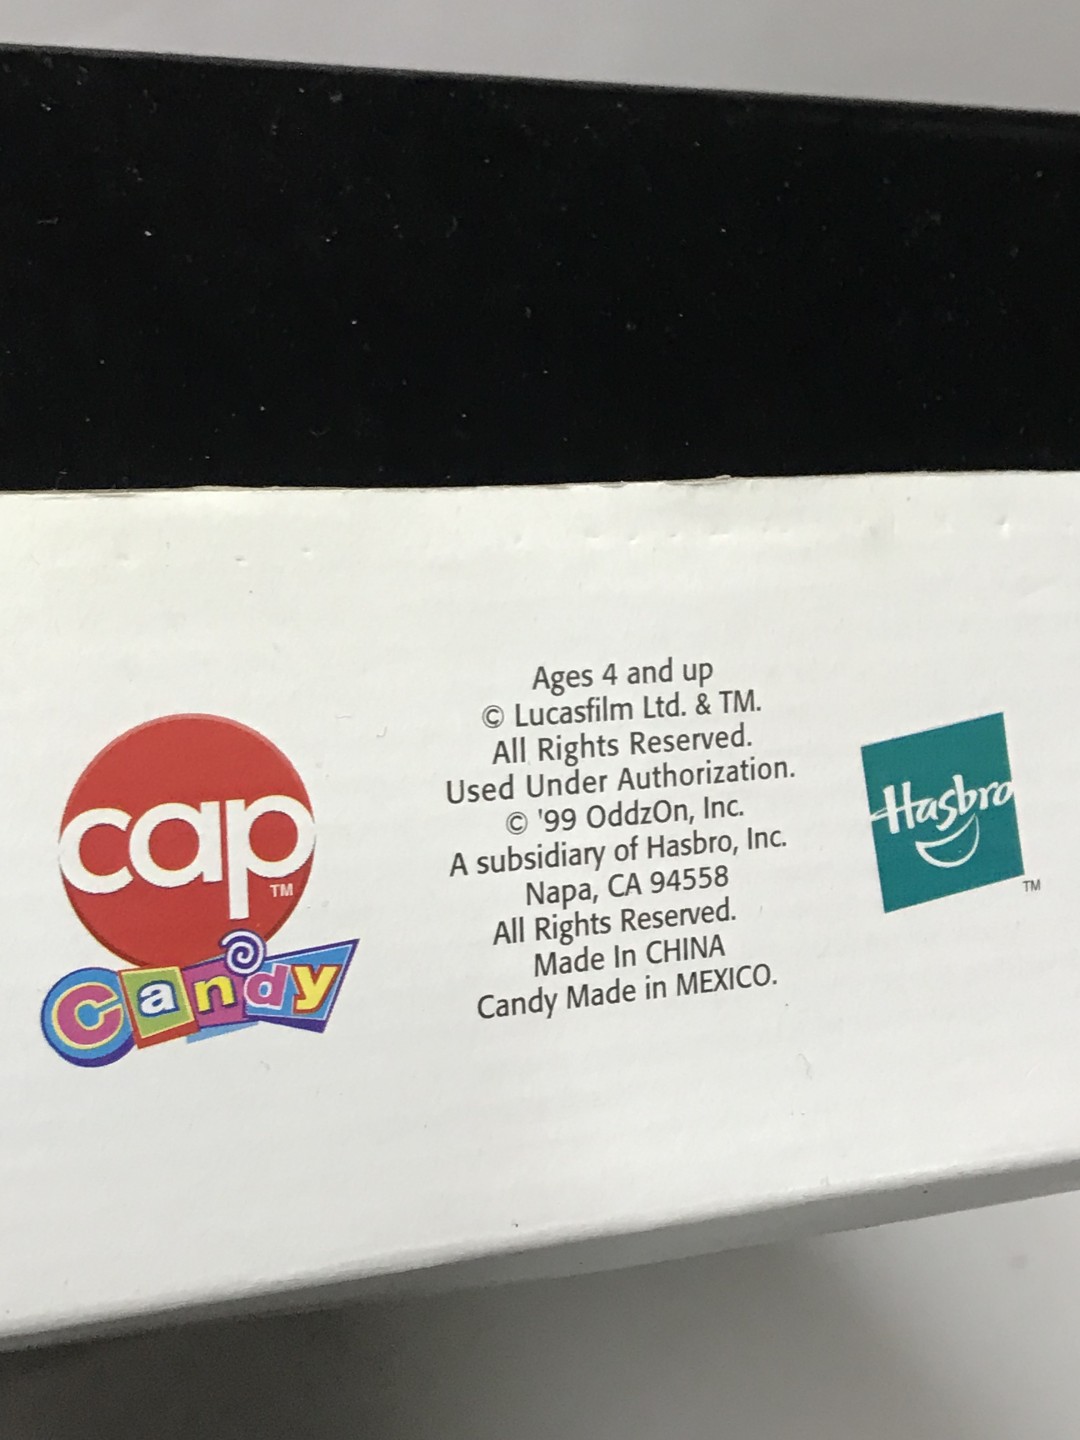 cap
TM
Candy
Ages 4 and up
© Lucasfilm Ltd. & TM.
All Rights Reserved.
Used Under Authorization.
© '99 OddzOn, Inc.
A subsidiary of Hasbro, Inc.
Napa, CA 94558
All Rights Reserved.
Made In CHINA
Candy Made in MEXICO.
Hasbro
TM